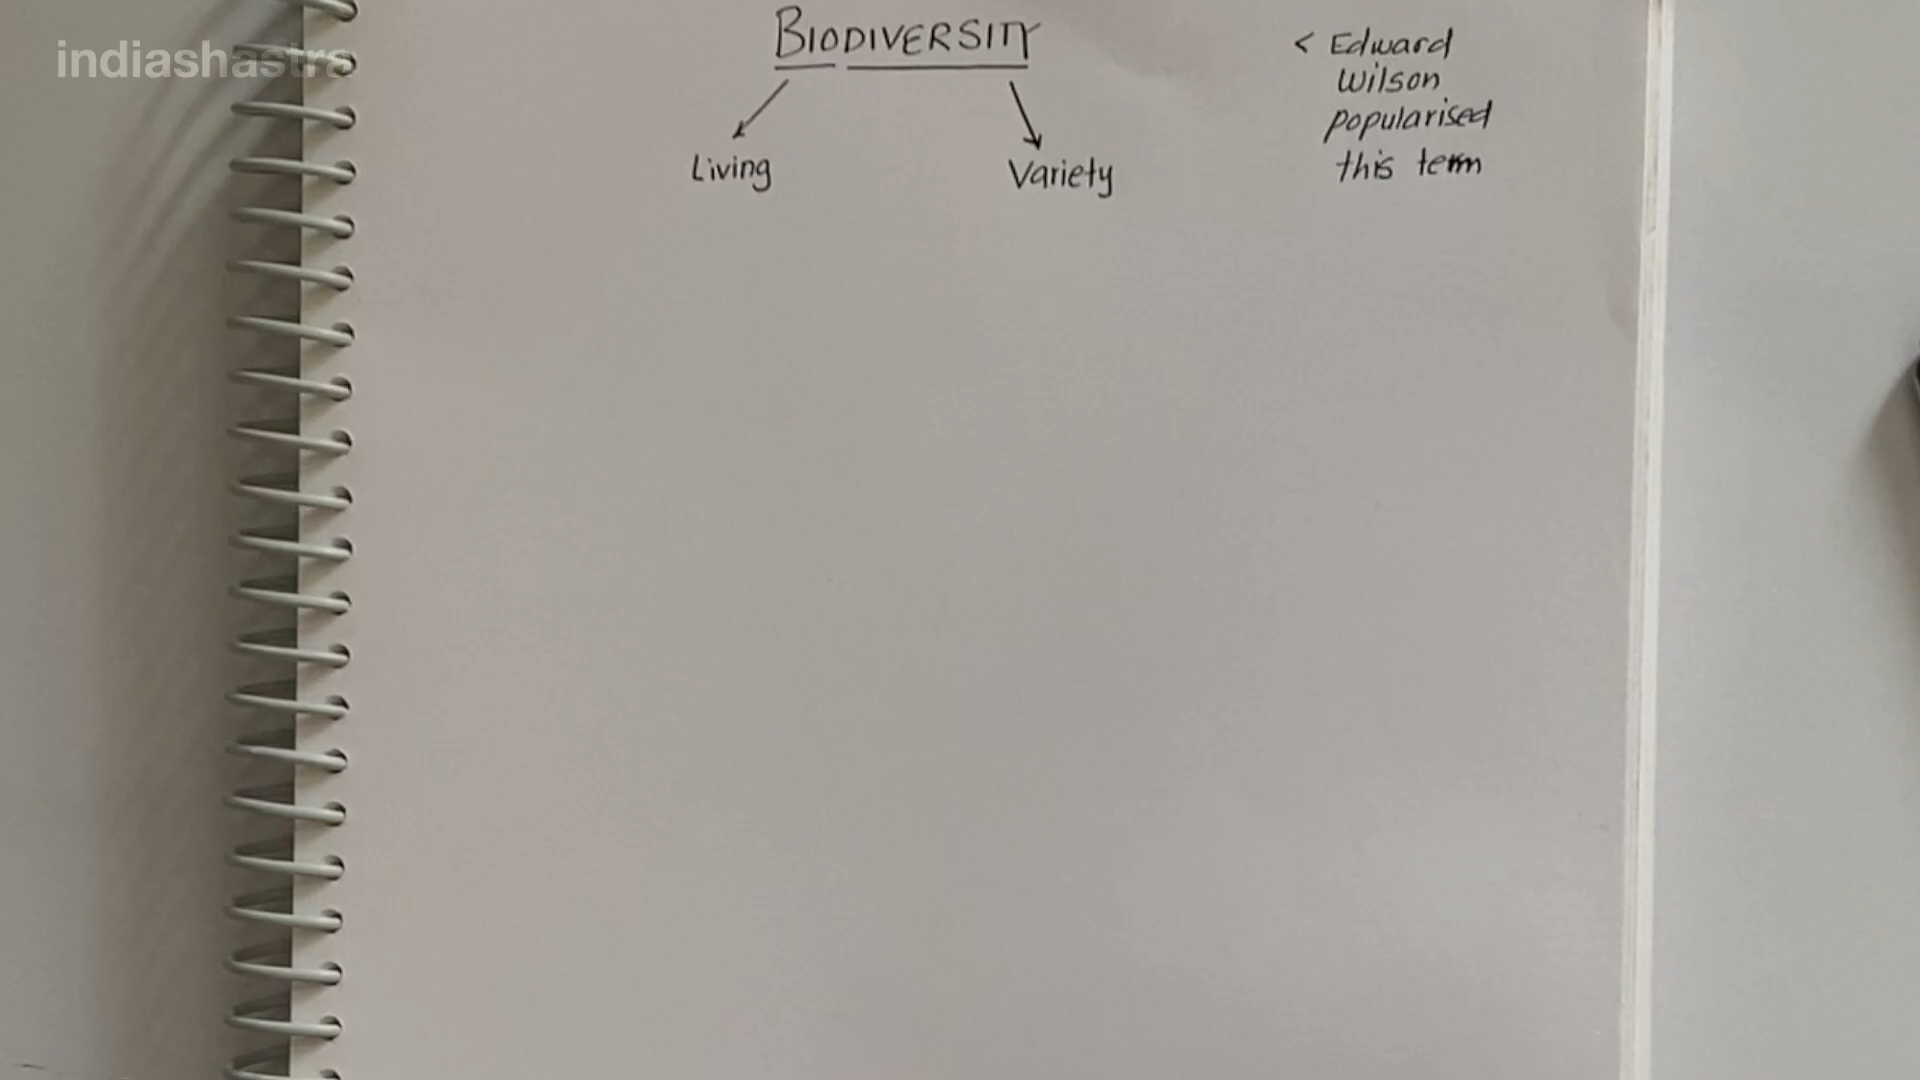 indiashastra
BIODIVERSITY
Living
Variety
< Edward
Wilson
popularised
this term